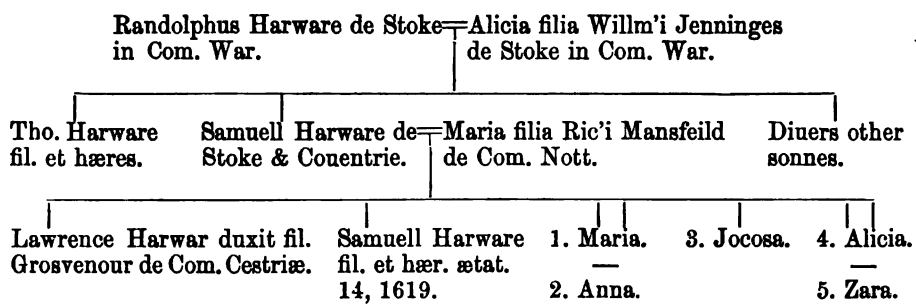 Randolphus Harware de Stoke=Alicia filia Willm'i Jenninges
in Com. War. de Stoke in Com. War.
Tho. Harware
fil. et hæres.
Samuell Harware de=Maria filia Ric'i Mansfeild
Stoke & Couentrie. de Com. Nott.
Diuers other
sonnes.
Lawrence Harwar duxit fil.
Grosvenour de Com. Cestriæ.
Samuell Harware
fil. et hær. ætat.
14, 1619.
1. Maria.
2. Anna.
3. Jocosa.
4. Alicia.
5. Zara.